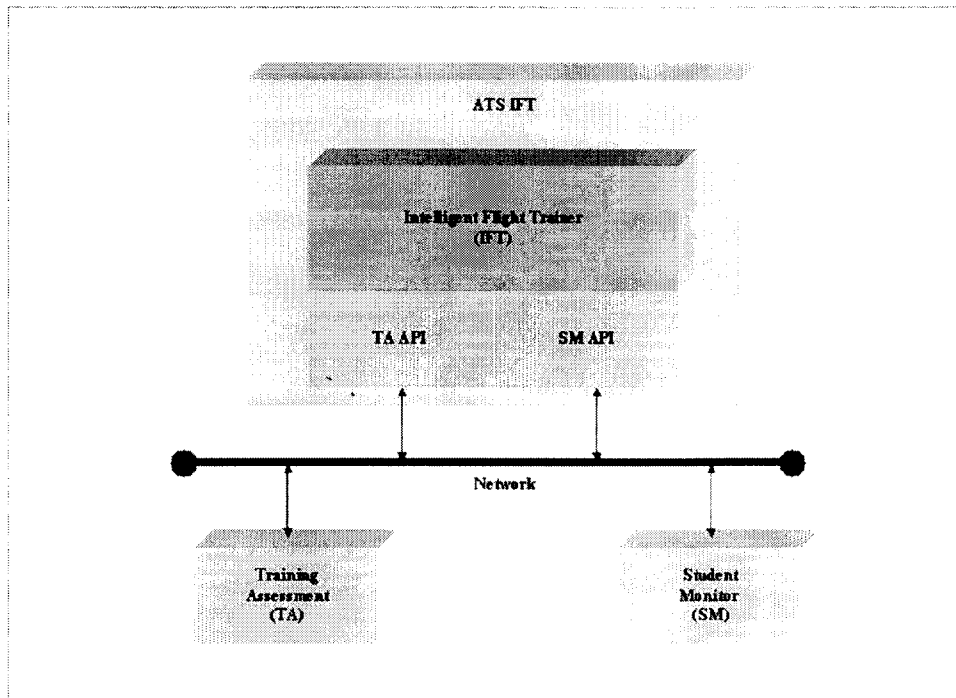 ATS IFT
Intelligent Flight Trainer
(IFT)
TA API
SM API
Network
Training
Assessment
(TA)
Student
Monitor
(SM)